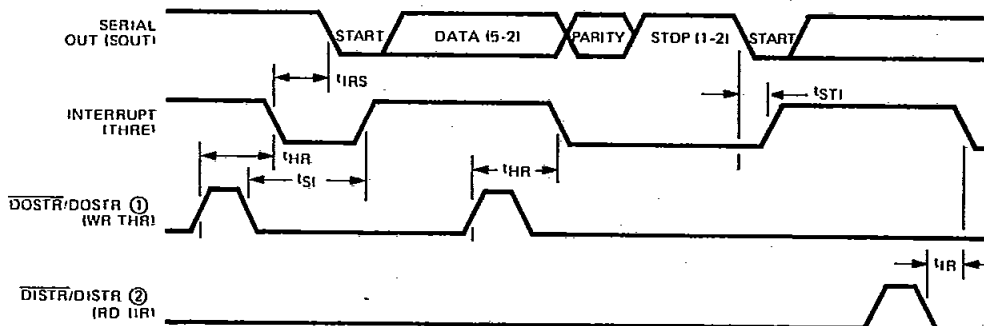 SERIAL
OUT (SOUT)
START
DATA (5-2)
PARITY
STOP (1-2)
START
tIRS
tSTI
INTERRUPT
(THRE)
tHR
tSI
tHR
DOSTR/DOSTR ①
(WR THR)
tIR
DISTR/DISTR ②
(RD IIR)